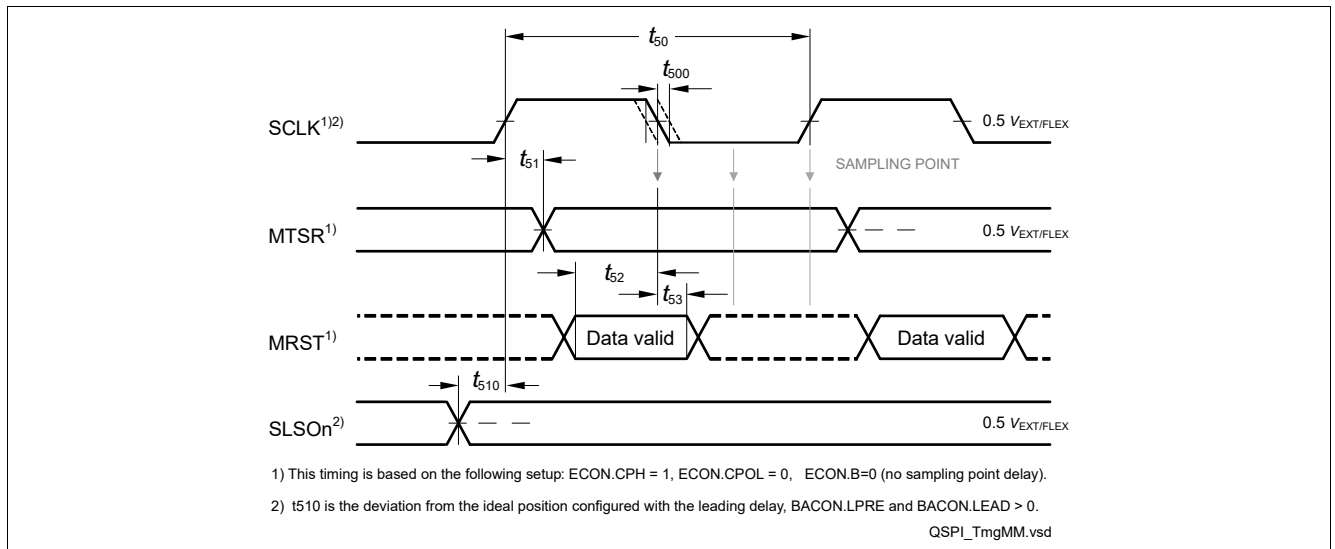 t50
t500
SCLK1)2)
0.5 VEXT/FLEX
t51
SAMPLING POINT
MTSR1)
0.5 VEXT/FLEX
t52
t53
MRST1)
Data valid
Data valid
t510
SLSOn2)
0.5 VEXT/FLEX
1) This timing is based on the following setup: ECON.CPH = 1, ECON.CPOL = 0, ECON.B=0 (no sampling point delay).
2) t510 is the deviation from the ideal position configured with the leading delay, BACON.LPRE and BACON.LEAD > 0.
QSPI_TmgMM.vsd